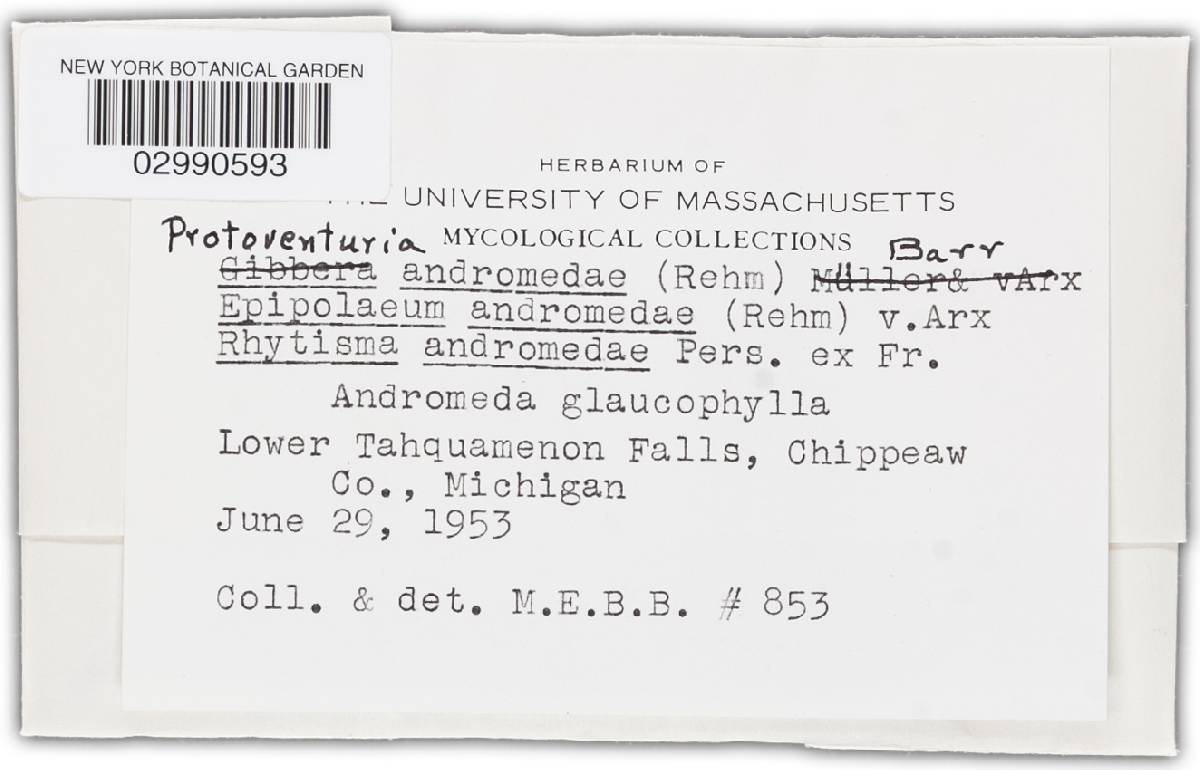 NEW YORK BOTANICAL GARDEN
02990593
HERBARIUM OF
UNIVERSITY OF MASSACHUSETTS
MYCOLOGICAL COLLECTIONS
Protoventuria Barr
Gibbera andromedae (Rehm) Müller& vArx
Epipolaeum andromedae (Rehm) v.Arx
Rhytisma andromedae Pers. ex Fr.
Andromeda glaucophylla
Lower Tahquamenon Falls, Chippeaw
Co., Michigan
June 29, 1953
Coll. & det. M.E.B.B. # 853